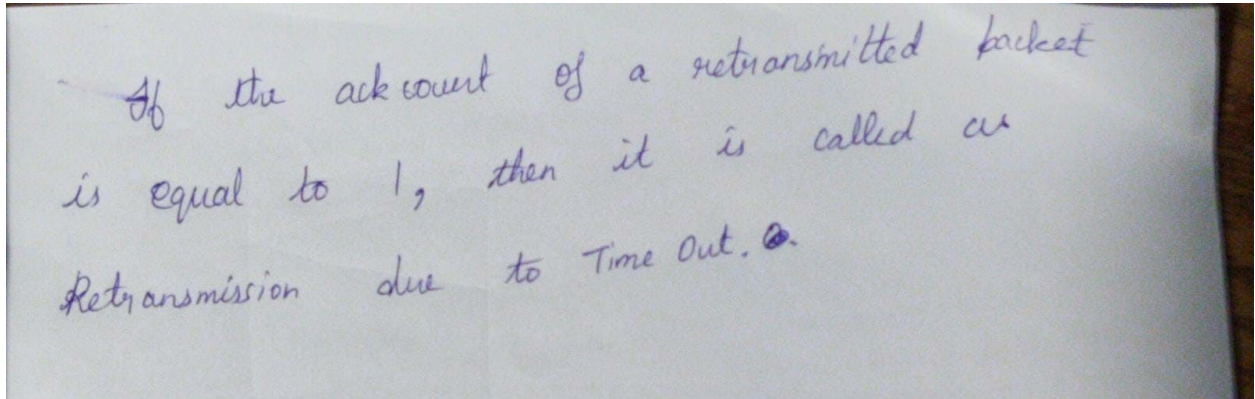 If the ack count of a retransmitted packet
is equal to 1, then it is called as
Retransmission due to Time Out.